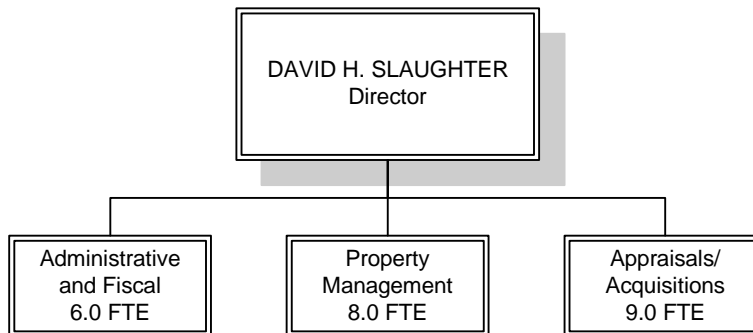 DAVID H. SLAUGHTER
Director
Administrative
and Fiscal
6.0 FTE
Property
Management
8.0 FTE
Appraisals/
Acquisitions
9.0 FTE